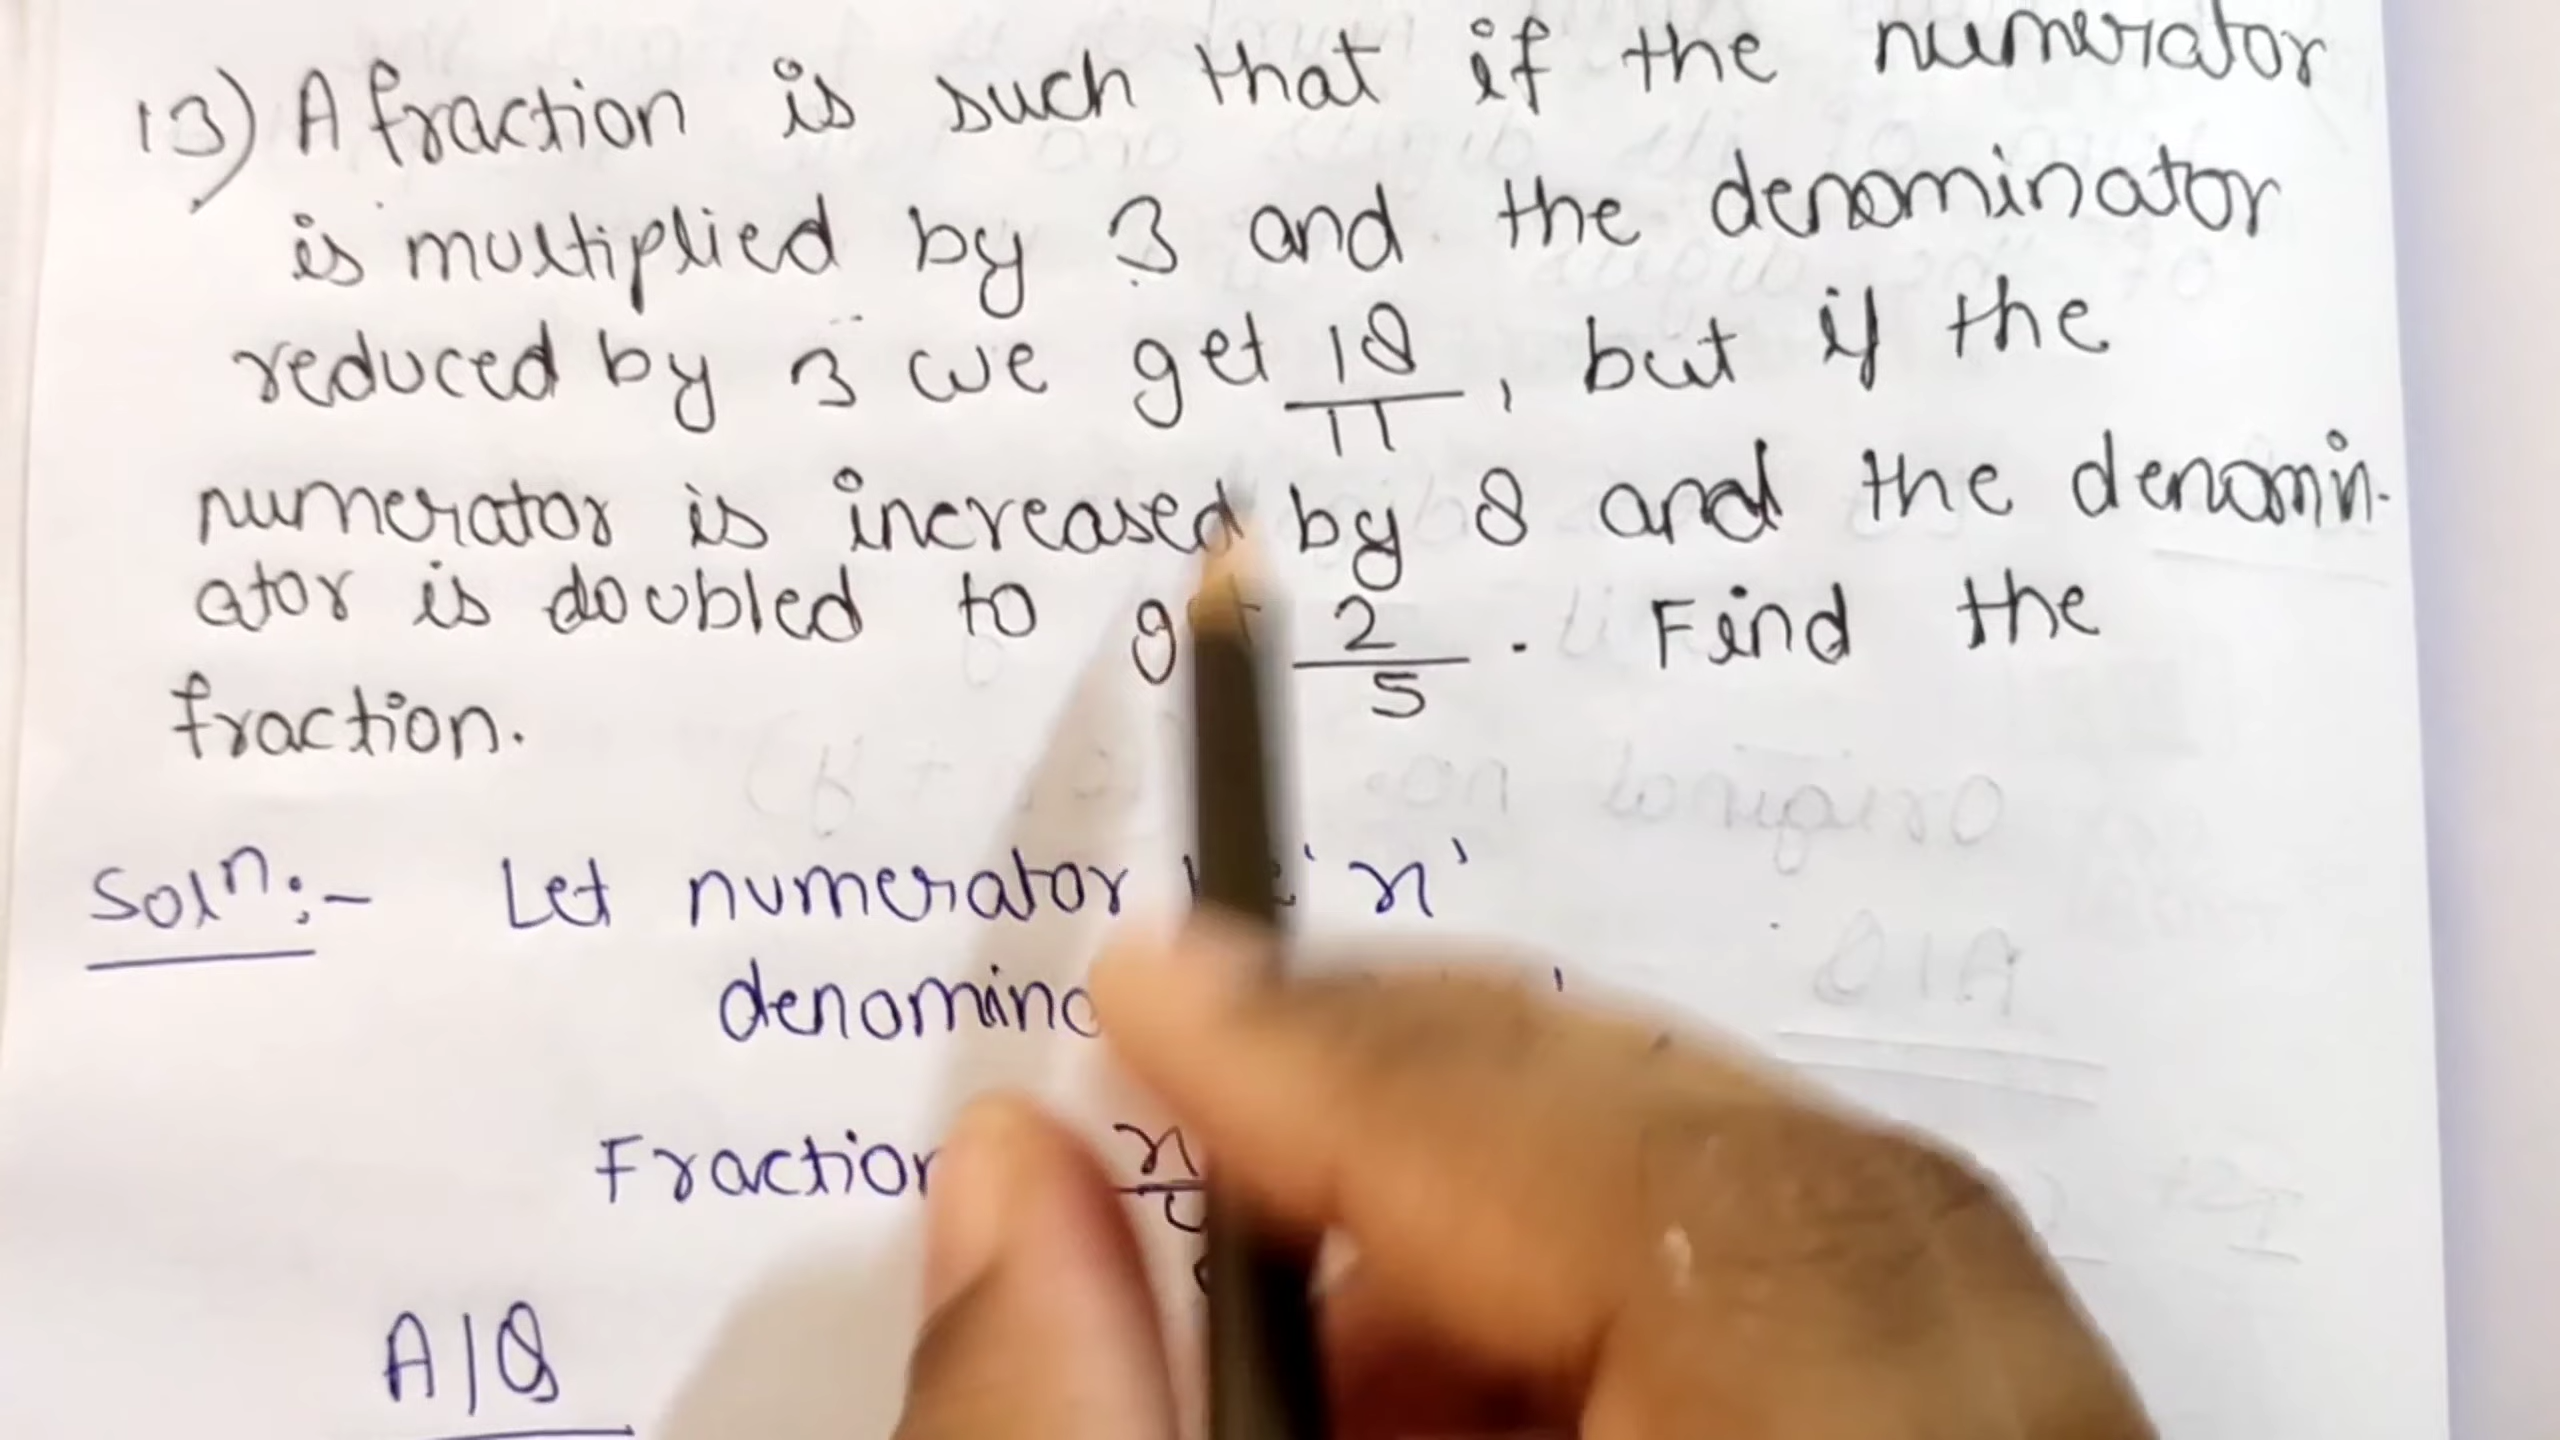 13) A fraction is such that if the numerator
is multiplied by 3 and the denominator
reduced by 3 we get 18/11, but if the
numerator is increased by 8 and the denomin-
ator is doubled to 2/5. Find the
fraction.
Solⁿ:- Let numerator 'x'
Fraction x
A/Q